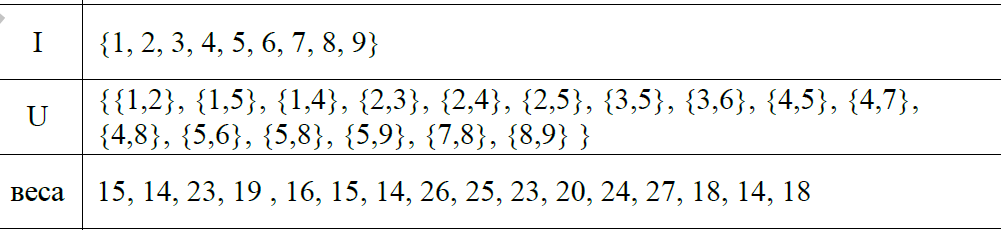 I {1, 2, 3, 4, 5, 6, 7, 8, 9}
U {{1,2}, {1,5}, {1,4}, {2,3}, {2,4}, {2,5}, {3,5}, {3,6}, {4,5}, {4,7},
{4,8}, {5,6}, {5,8}, {5,9}, {7,8}, {8,9} }
веса 15, 14, 23, 19 , 16, 15, 14, 26, 25, 23, 20, 24, 27, 18, 14, 18